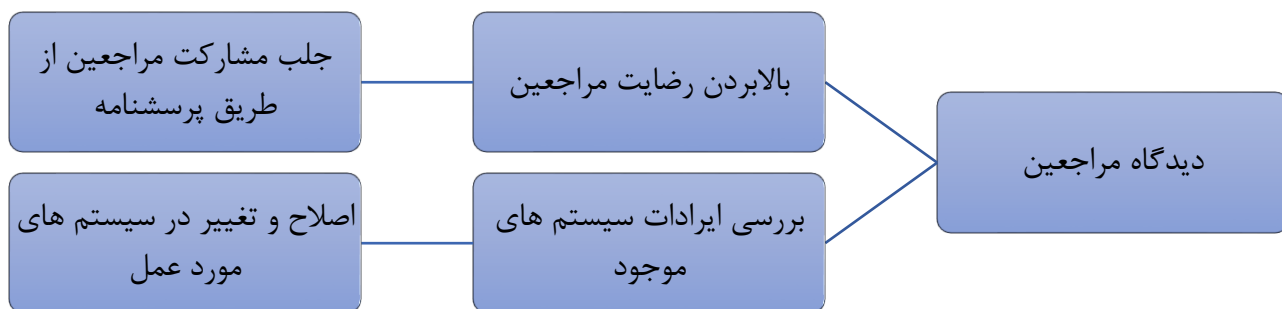 دیدگاه مراجعین
بالابردن رضایت مراجعین
جلب مشارکت مراجعین از
طریق پرسشنامه
بررسی ایرادات سیستم های
موجود
اصلاح و تغییر در سیستم های
مورد عمل